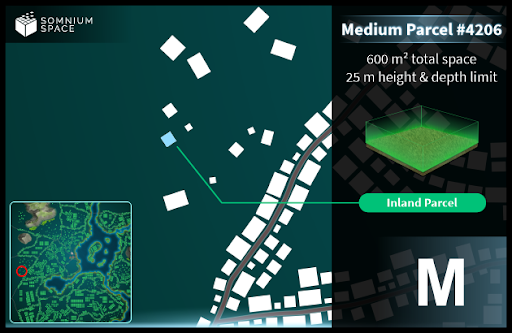 SOMNIUM
SPACE
Medium Parcel #4206
600 m² total space
25 m height & depth limit
Inland Parcel
M